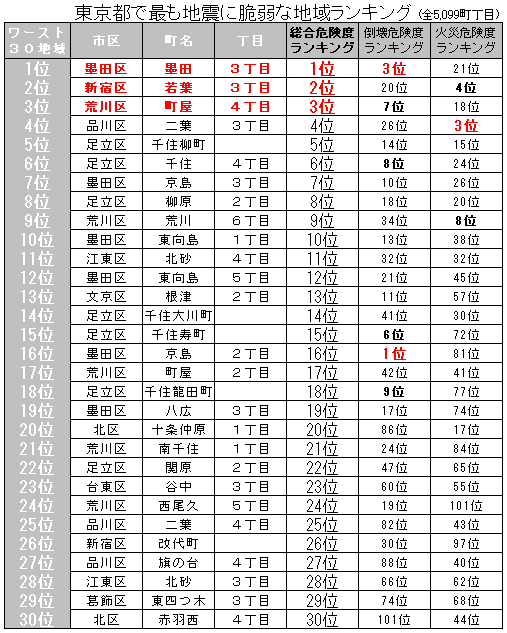 東京都で最も地震に脆弱な地域ランキング (全5,099町丁目)
ワースト30地域 市区 町名 丁目 総合危険度ランキング 倒壊危険度ランキング 火災危険度ランキング
1位 墨田区 墨田 3丁目 1位 3位 21位
2位 新宿区 若葉 3丁目 2位 20位 4位
3位 荒川区 町屋 4丁目 3位 7位 18位
4位 品川区 二葉 3丁目 4位 26位 3位
5位 足立区 千住柳町 5位 14位 15位
6位 足立区 千住 4丁目 6位 8位 24位
7位 墨田区 京島 3丁目 7位 10位 26位
8位 足立区 柳原 2丁目 8位 18位 20位
9位 荒川区 荒川 6丁目 9位 34位 8位
10位 墨田区 東向島 1丁目 10位 13位 38位
11位 江東区 北砂 4丁目 11位 32位 32位
12位 墨田区 東向島 5丁目 12位 21位 45位
13位 文京区 根津 2丁目 13位 11位 57位
14位 足立区 千住大川町 14位 41位 30位
15位 足立区 千住寿町 15位 6位 72位
16位 墨田区 京島 2丁目 16位 1位 81位
17位 荒川区 町屋 2丁目 17位 42位 41位
18位 足立区 千住龍田町 18位 9位 77位
19位 墨田区 八広 3丁目 19位 17位 74位
20位 北区 十条仲原 1丁目 20位 86位 17位
21位 荒川区 南千住 1丁目 21位 24位 84位
22位 足立区 関原 2丁目 22位 47位 65位
23位 台東区 谷中 3丁目 23位 60位 55位
24位 荒川区 西尾久 5丁目 24位 19位 101位
25位 品川区 二葉 4丁目 25位 82位 43位
26位 新宿区 改代町 26位 30位 97位
27位 品川区 旗の台 4丁目 27位 88位 40位
28位 江東区 北砂 3丁目 28位 66位 62位
29位 葛飾区 東四つ木 3丁目 29位 74位 68位
30位 北区 赤羽西 4丁目 30位 101位 44位